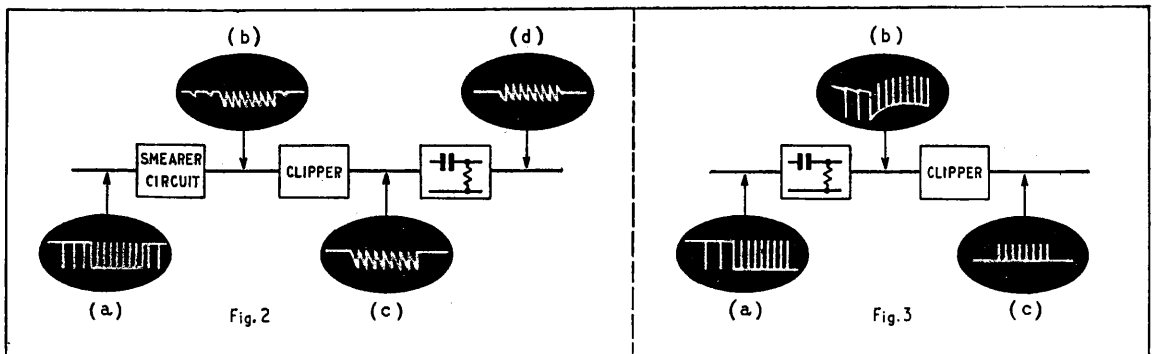 (b)
(d)
SMEARER
CIRCUIT
CLIPPER
(a)
Fig.2
(c)
(b)
CLIPPER
(a)
Fig.3
(c)